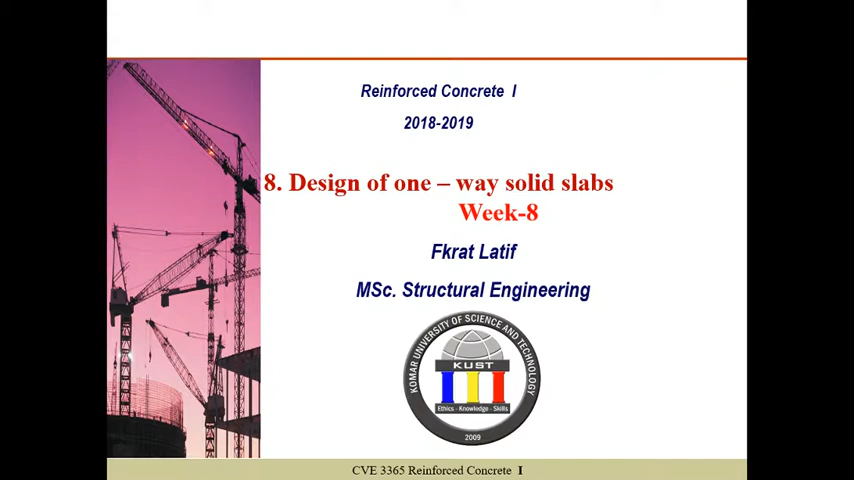 Reinforced Concrete I
2018-2019
8. Design of one – way solid slabs
Week-8
Fkrat Latif
MSc. Structural Engineering
KOMAR UNIVERSITY OF SCIENCE AND TECHNOLOGY
KUST
Ethics - Knowledge - Skills
2009
CVE 3365 Reinforced Concrete I